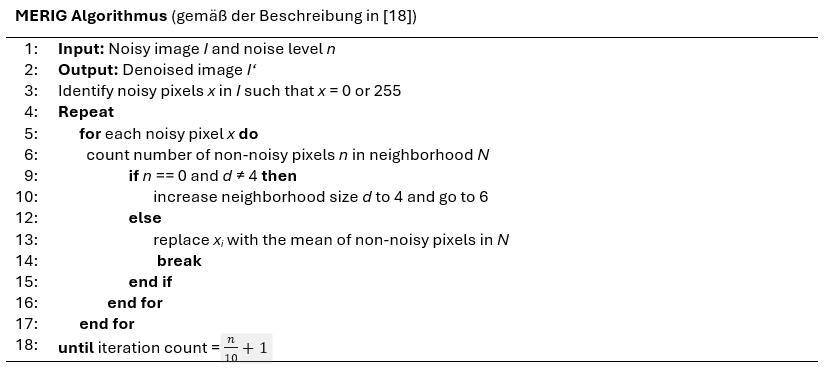 MERIG Algorithmus (gemäß der Beschreibung in [18])
1: Input: Noisy image I and noise level n
2: Output: Denoised image I‘
3: Identify noisy pixels x in I such that x = 0 or 255
4: Repeat
5: for each noisy pixel x do
6: count number of non-noisy pixels n in neighborhood N
9: if n == 0 and d ≠ 4 then
10: increase neighborhood size d to 4 and go to 6
12: else
13: replace xᵢ with the mean of non-noisy pixels in N
14: break
15: end if
16: end for
17: end for
18: until iteration count = n/10 + 1